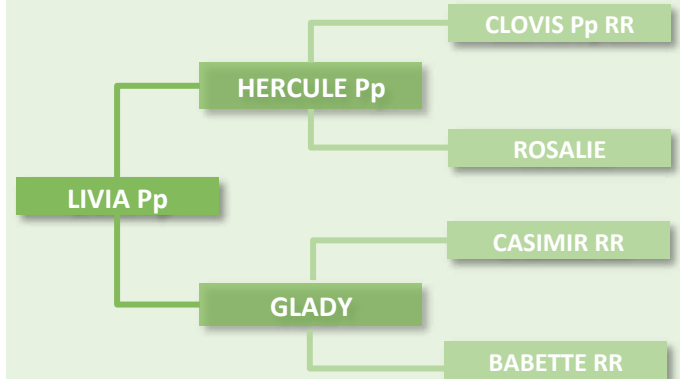 CLOVIS Pp RR
HERCULE Pp
ROSALIE
LIVIA Pp
CASIMIR RR
GLADY
BABETTE RR